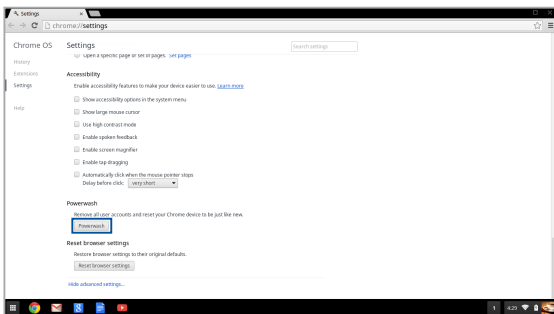 Settings
chrome://settings
Chrome OS
Settings
Search settings
History
Extensions
Settings
Help
Open a specific page or set of pages. Set pages
Accessibility
Enable accessibility features to make your device easier to use. Learn more
Show accessibility options in the system menu
Show large mouse cursor
Use high contrast mode
Enable spoken feedback
Enable screen magnifier
Enable tap dragging
Automatically click when the mouse pointer stops
Delay before click: very short
Powerwash
Remove all user accounts and reset your Chrome device to be just like new.
Powerwash
Reset browser settings
Restore browser settings to their original defaults.
Reset browser settings
Hide advanced settings...
1 4:29